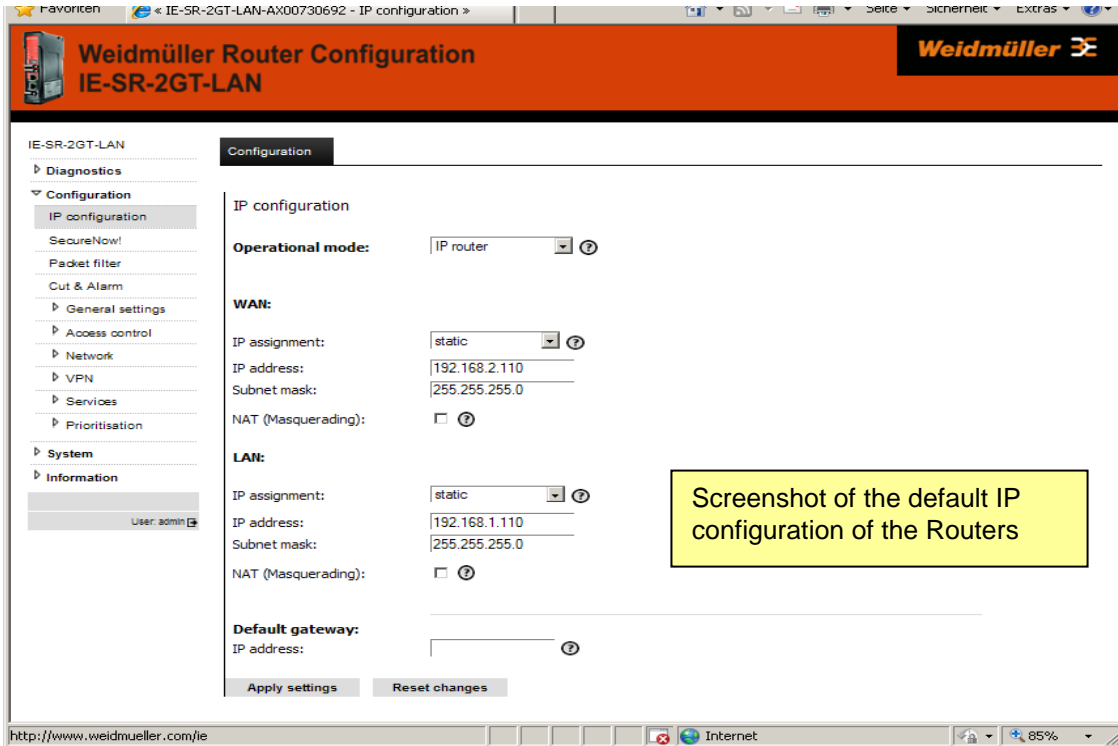 Favoriten
« IE-SR-2GT-LAN-AX00730692 - IP configuration »
Seite
Sicherheit
Extras
Weidmüller Router Configuration
IE-SR-2GT-LAN
Weidmüller
IE-SR-2GT-LAN
Diagnostics
Configuration
IP configuration
SecureNow!
Packet filter
Cut & Alarm
General settings
Access control
Network
VPN
Services
Prioritisation
System
Information
User: admin
Configuration
IP configuration
Operational mode: IP router
WAN:
IP assignment: static
IP address: 192.168.2.110
Subnet mask: 255.255.255.0
NAT (Masquerading):
LAN:
IP assignment: static
IP address: 192.168.1.110
Subnet mask: 255.255.255.0
NAT (Masquerading):
Default gateway:
IP address:
Apply settings Reset changes
Screenshot of the default IP
configuration of the Routers
http://www.weidmueller.com/ie
Internet
85%